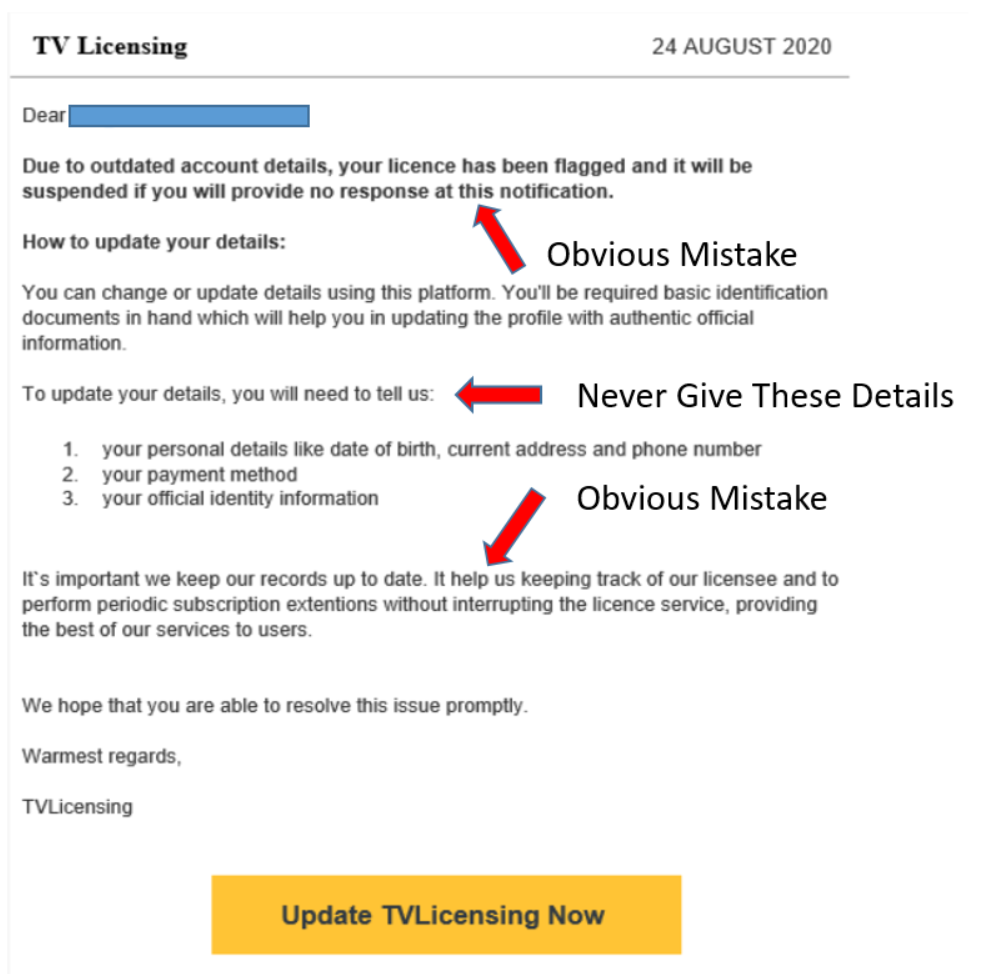 TV Licensing 24 AUGUST 2020
Dear
Due to outdated account details, your licence has been flagged and it will be
suspended if you will provide no response at this notification.
How to update your details:
Obvious Mistake
You can change or update details using this platform. You'll be required basic identification
documents in hand which will help you in updating the profile with authentic official
information.
To update your details, you will need to tell us:
Never Give These Details
1. your personal details like date of birth, current address and phone number
2. your payment method
3. your official identity information
Obvious Mistake
It`s important we keep our records up to date. It help us keeping track of our licensee and to
perform periodic subscription extentions without interrupting the licence service, providing
the best of our services to users.
We hope that you are able to resolve this issue promptly.
Warmest regards,
TVLicensing
Update TVLicensing Now